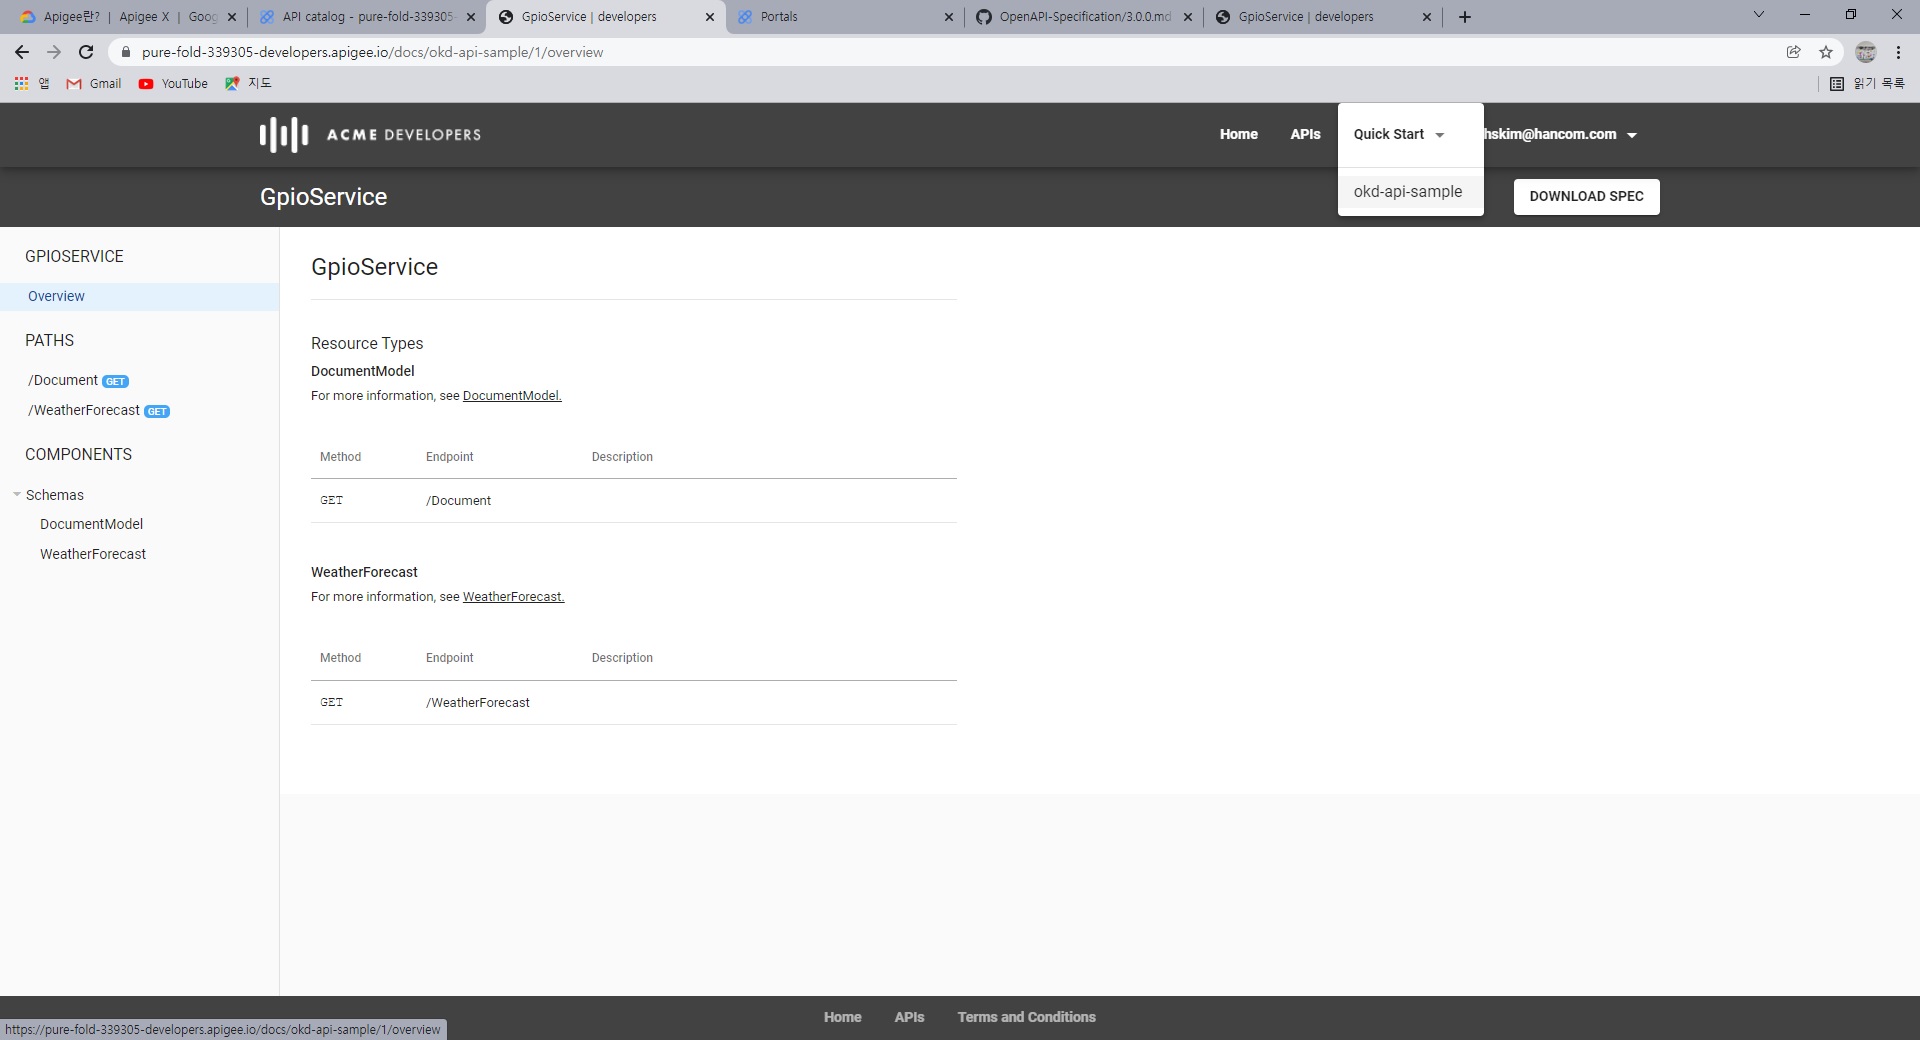 Apigee란? | Apigee X | Goog
API catalog - pure-fold-339305-
GpioService | developers
Portals
OpenAPI-Specification/3.0.0.md
GpioService | developers
pure-fold-339305-developers.apigee.io/docs/okd-api-sample/1/overview
앱
Gmail
YouTube
지도
읽기 목록
ACME DEVELOPERS
Home
APIs
Quick Start
hskim@hancom.com
okd-api-sample
GpioService
DOWNLOAD SPEC
GPIOSERVICE
Overview
PATHS
/Document GET
/WeatherForecast GET
COMPONENTS
Schemas
DocumentModel
WeatherForecast
GpioService
Resource Types
DocumentModel
For more information, see DocumentModel.
Method Endpoint Description
GET /Document
WeatherForecast
For more information, see WeatherForecast.
Method Endpoint Description
GET /WeatherForecast
Home APIs Terms and Conditions
https://pure-fold-339305-developers.apigee.io/docs/okd-api-sample/1/overview